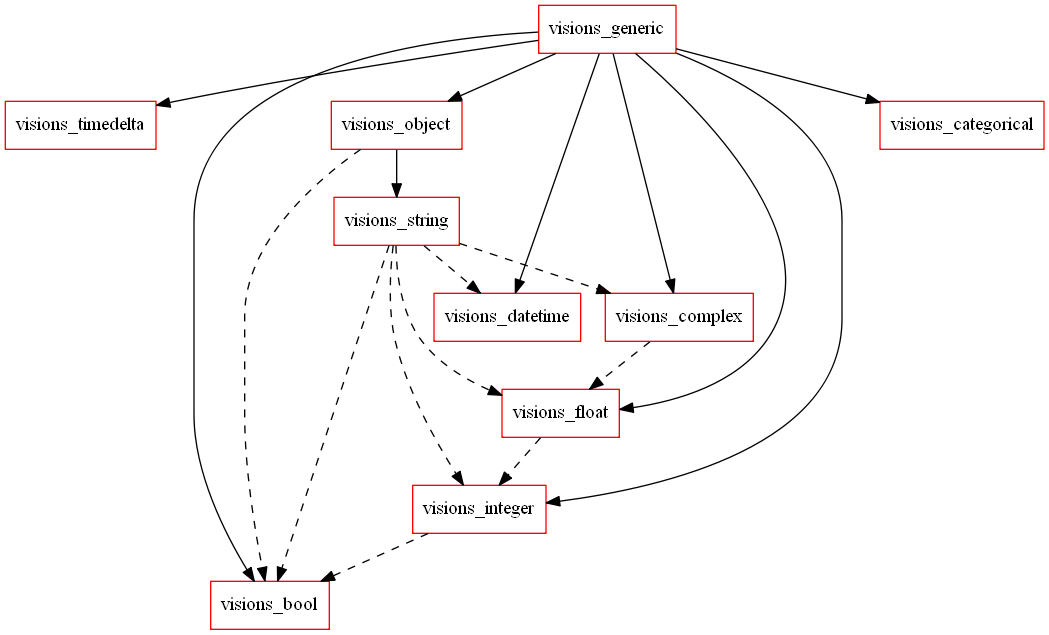 visions_generic
visions_timedelta
visions_object
visions_categorical
visions_string
visions_datetime
visions_complex
visions_float
visions_integer
visions_bool